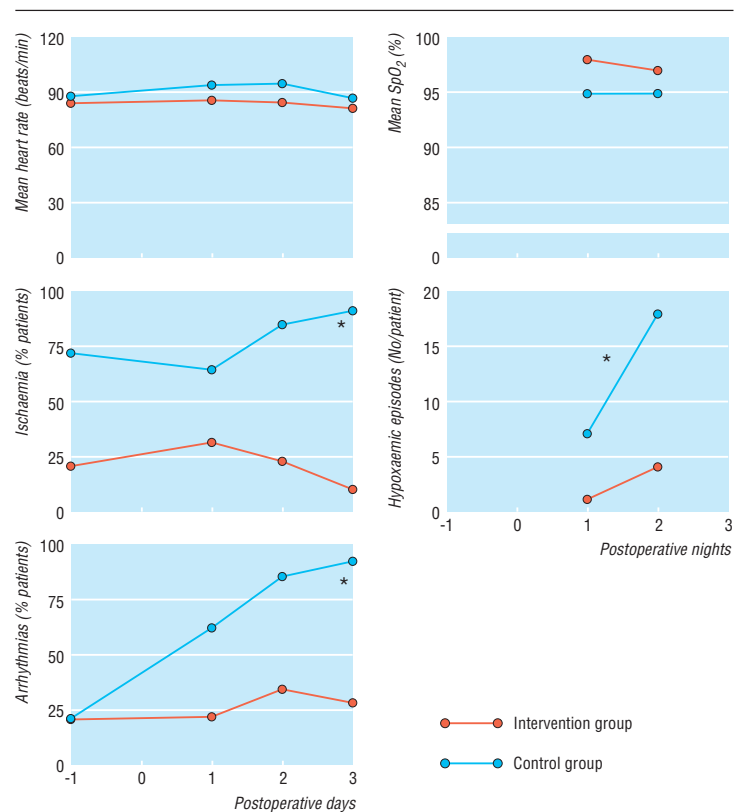 Mean heart rate (beats/min)
120
90
60
30
0
Mean SpO2 (%)
100
95
90
85
0
Ischaemia (% patients)
100
75
50
25
0
*
Hypoxaemic episodes (No/patient)
20
15
10
5
0
*
-1 0 1 2 3
Postoperative nights
Arrhythmias (% patients)
100
75
50
25
0
*
-1 0 1 2 3
Postoperative days
Intervention group
Control group